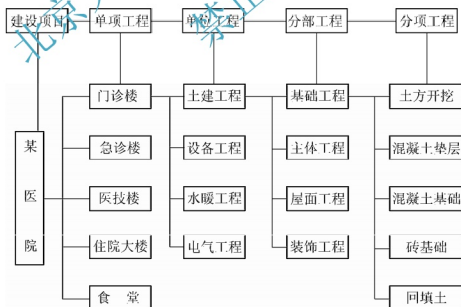 建设项目 单项工程 单位工程 分部工程 分项工程
门诊楼 土建工程 基础工程 土方开挖
某医院 急诊楼 设备工程 主体工程 混凝土垫层
医技楼 水暖工程 屋面工程 混凝土基础
住院大楼 电气工程 装饰工程 砖基础
食堂 回填土
北京
禁止